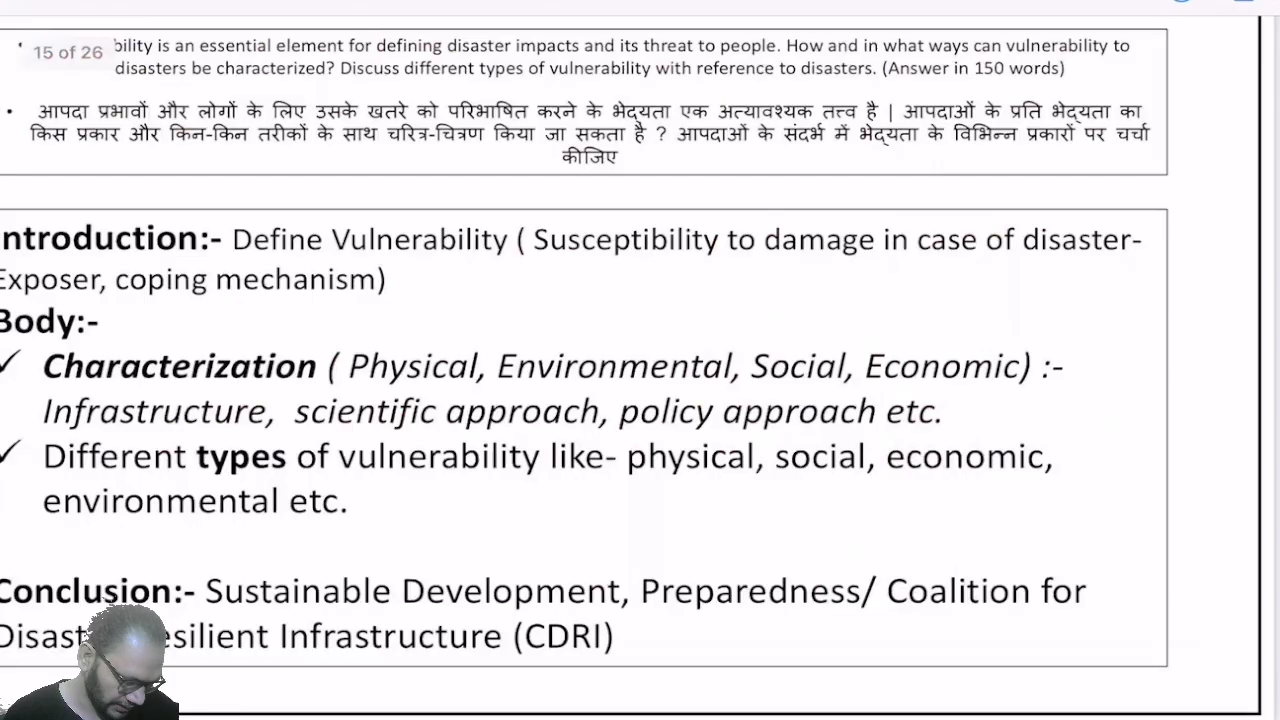 15 of 26
bility is an essential element for defining disaster impacts and its threat to people. How and in what ways can vulnerability to
disasters be characterized? Discuss different types of vulnerability with reference to disasters. (Answer in 150 words)
• आपदा प्रभावों और लोगों के लिए उसके खतरे को परिभाषित करने के भेद्यता एक अत्यावश्यक तत्त्व है | आपदाओं के प्रति भेद्यता का
किस प्रकार और किन-किन तरीकों के साथ चरित्र-चित्रण किया जा सकता है ? आपदाओं के संदर्भ में भेद्यता के विभिन्न प्रकारों पर चर्चा
कीजिए
ntroduction:- Define Vulnerability ( Susceptibility to damage in case of disaster-
Exposer, coping mechanism)
Body:-
✓ Characterization ( Physical, Environmental, Social, Economic) :-
Infrastructure, scientific approach, policy approach etc.
✓ Different types of vulnerability like- physical, social, economic,
environmental etc.
Conclusion:- Sustainable Development, Preparedness/ Coalition for
Disast esilient Infrastructure (CDRI)